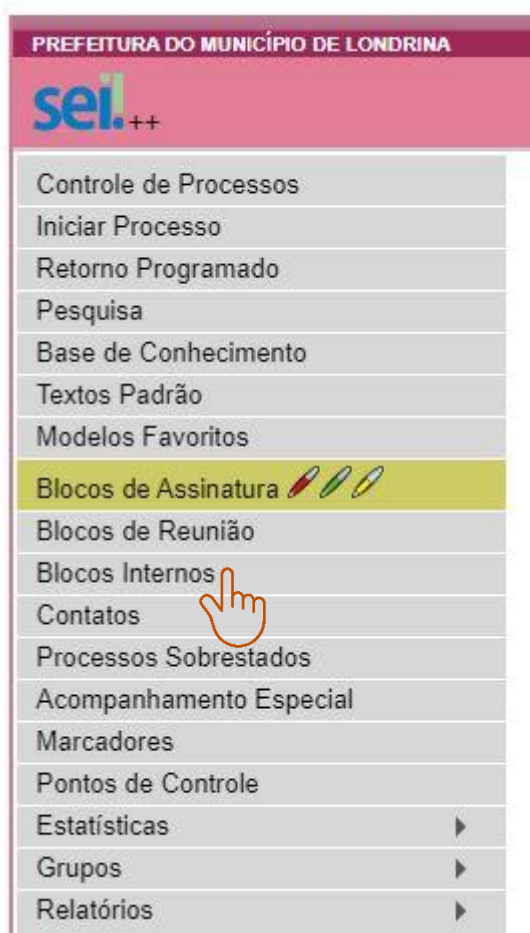 PREFEITURA DO MUNICÍPIO DE LONDRINA
sei!++
Controle de Processos
Iniciar Processo
Retorno Programado
Pesquisa
Base de Conhecimento
Textos Padrão
Modelos Favoritos
Blocos de Assinatura
Blocos de Reunião
Blocos Internos
Contatos
Processos Sobrestados
Acompanhamento Especial
Marcadores
Pontos de Controle
Estatísticas
Grupos
Relatórios